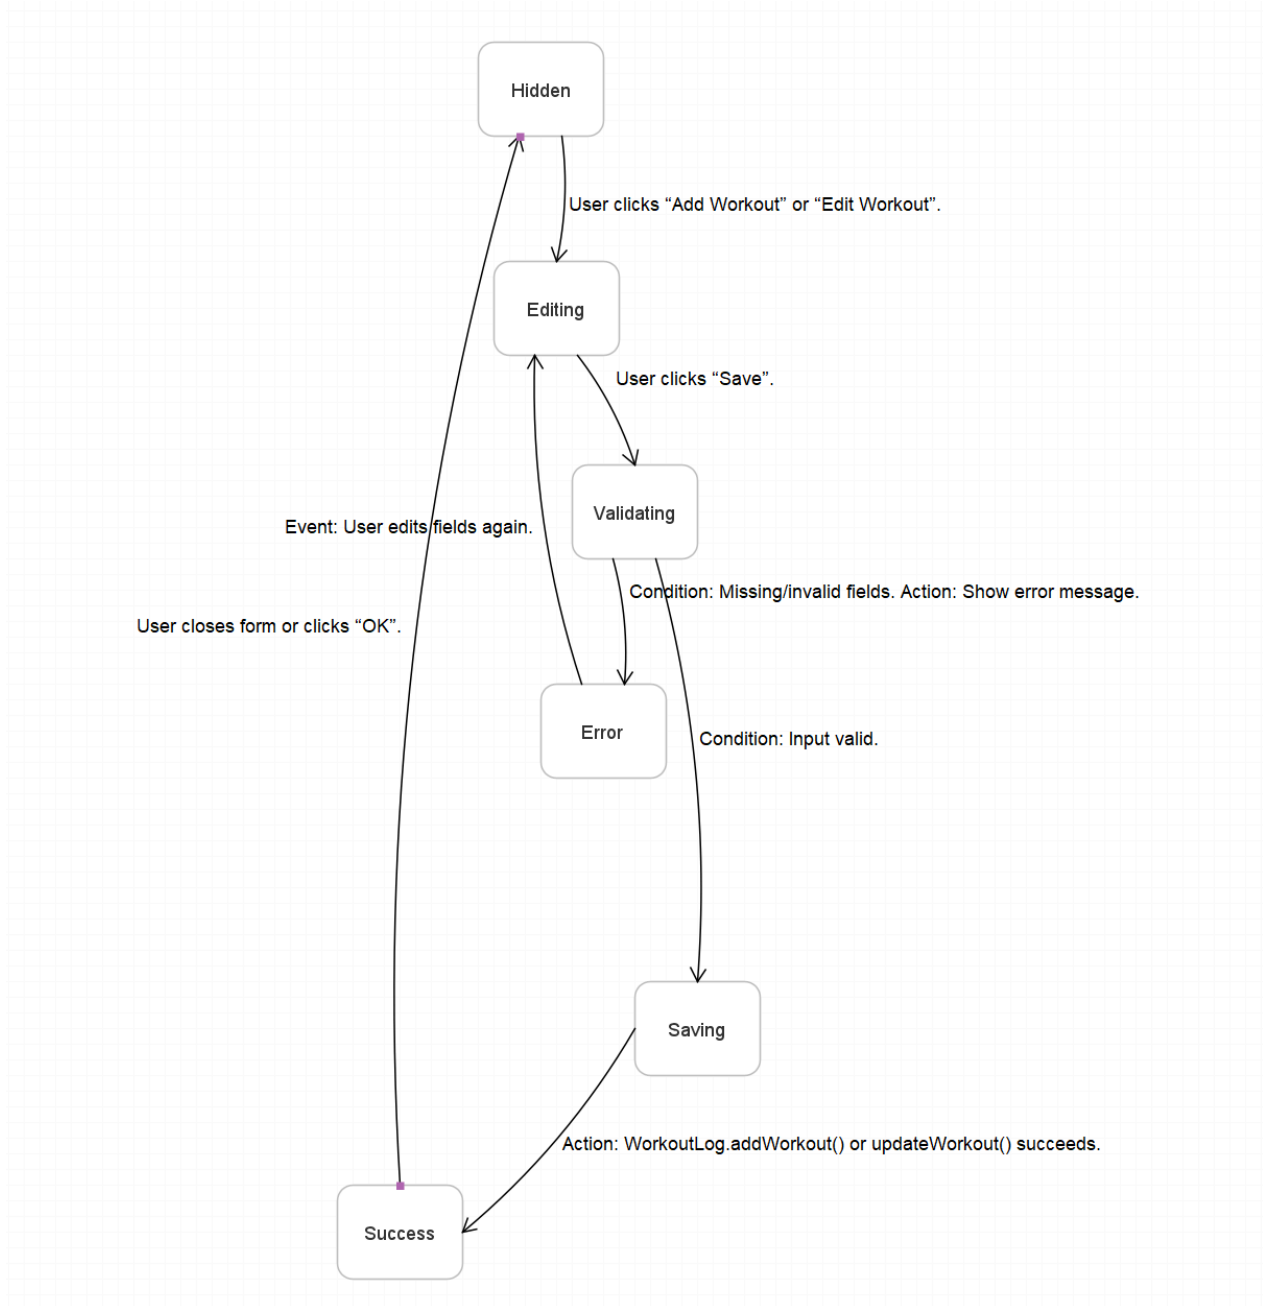 Hidden
User clicks “Add Workout” or “Edit Workout”.
Editing
User clicks “Save”.
Validating
Event: User edits fields again.
Condition: Missing/invalid fields. Action: Show error message.
User closes form or clicks “OK”.
Error
Condition: Input valid.
Saving
Action: WorkoutLog.addWorkout() or updateWorkout() succeeds.
Success